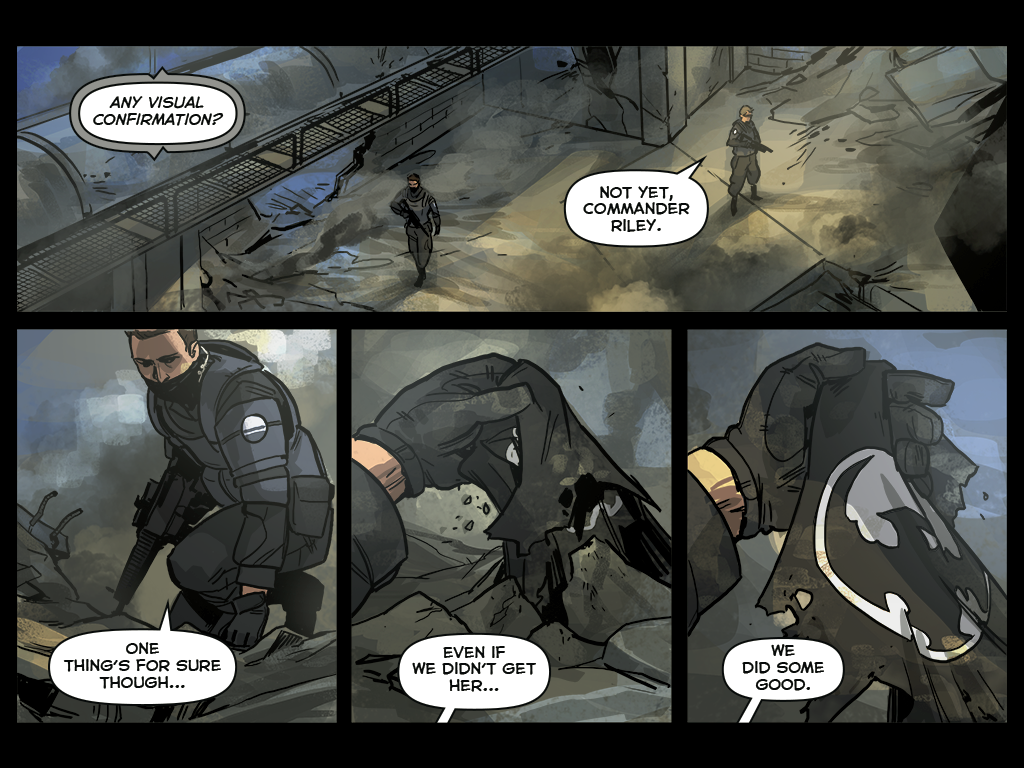 ANY VISUAL
CONFIRMATION?
NOT YET,
COMMANDER
RILEY.
ONE
THING'S FOR SURE
THOUGH...
EVEN IF
WE DIDN'T GET
HER...
WE
DID SOME
GOOD.